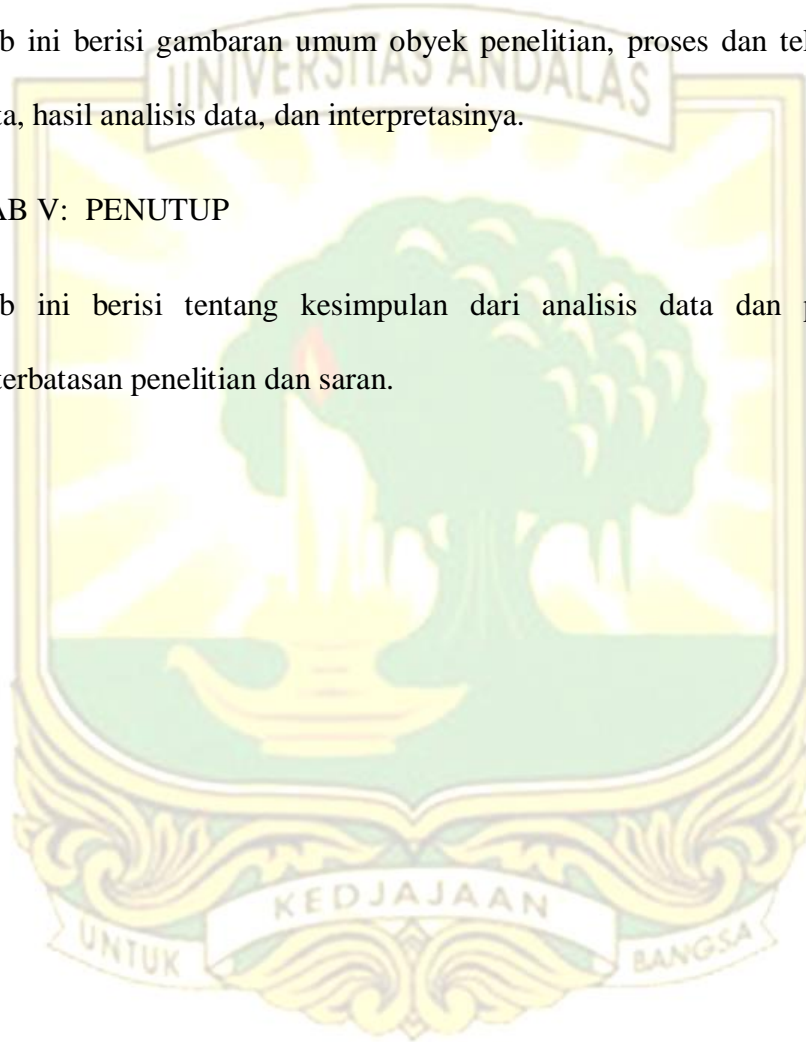 b ini berisi gambaran umum obyek penelitian, proses dan te
ta, hasil analisis data, dan interpretasinya.
AB V: PENUTUP
b ini berisi tentang kesimpulan dari analisis data dan p
terbatasan penelitian dan saran.
UNIVERSITAS ANDALAS
KEDJAJAAN
UNTUK
BANGSA